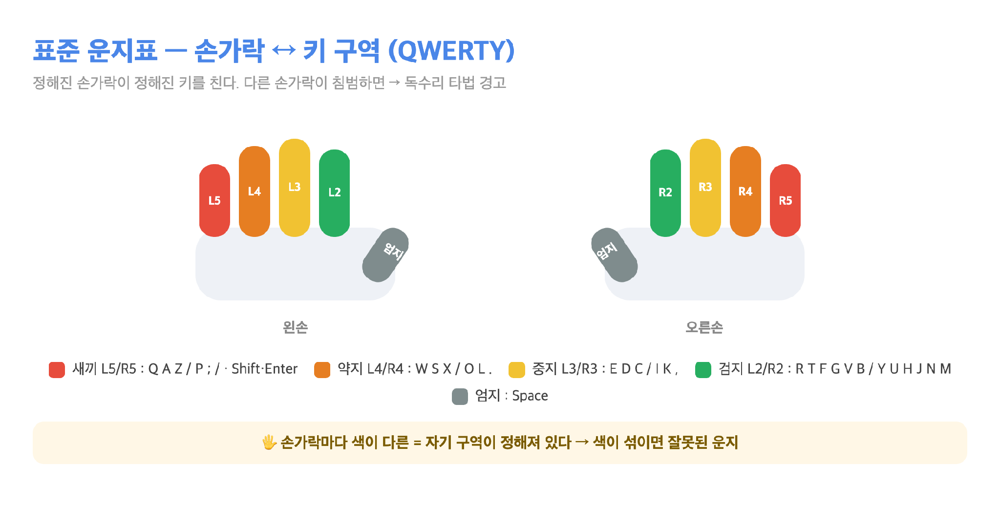 표준 운지표 — 손가락 ↔ 키 구역 (QWERTY)
정해진 손가락이 정해진 키를 친다. 다른 손가락이 침범하면 → 독수리 타법 경고
L5 L4 L3 L2 엄지
엄지 R2 R3 R4 R5
왼손 오른손
새끼 L5/R5 : Q A Z / P ; / · Shift·Enter 약지 L4/R4 : W S X / O L . 중지 L3/R3 : E D C / I K , 검지 L2/R2 : R T F G V B / Y U H J N M
엄지 : Space
🖐 손가락마다 색이 다른 = 자기 구역이 정해져 있다 → 색이 섞이면 잘못된 운지